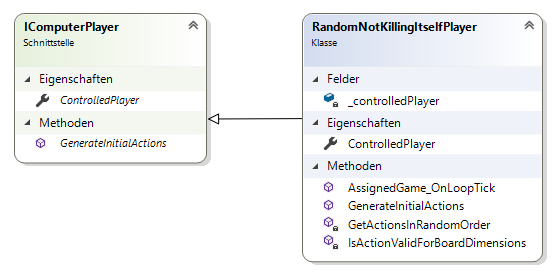 IComputerPlayer
Schnittstelle
Eigenschaften
ControlledPlayer
Methoden
GenerateInitialActions
RandomNotKillingItselfPlayer
Klasse
Felder
_controlledPlayer
Eigenschaften
ControlledPlayer
Methoden
AssignedGame_OnLoopTick
GenerateInitialActions
GetActionsInRandomOrder
IsActionValidForBoardDimensions